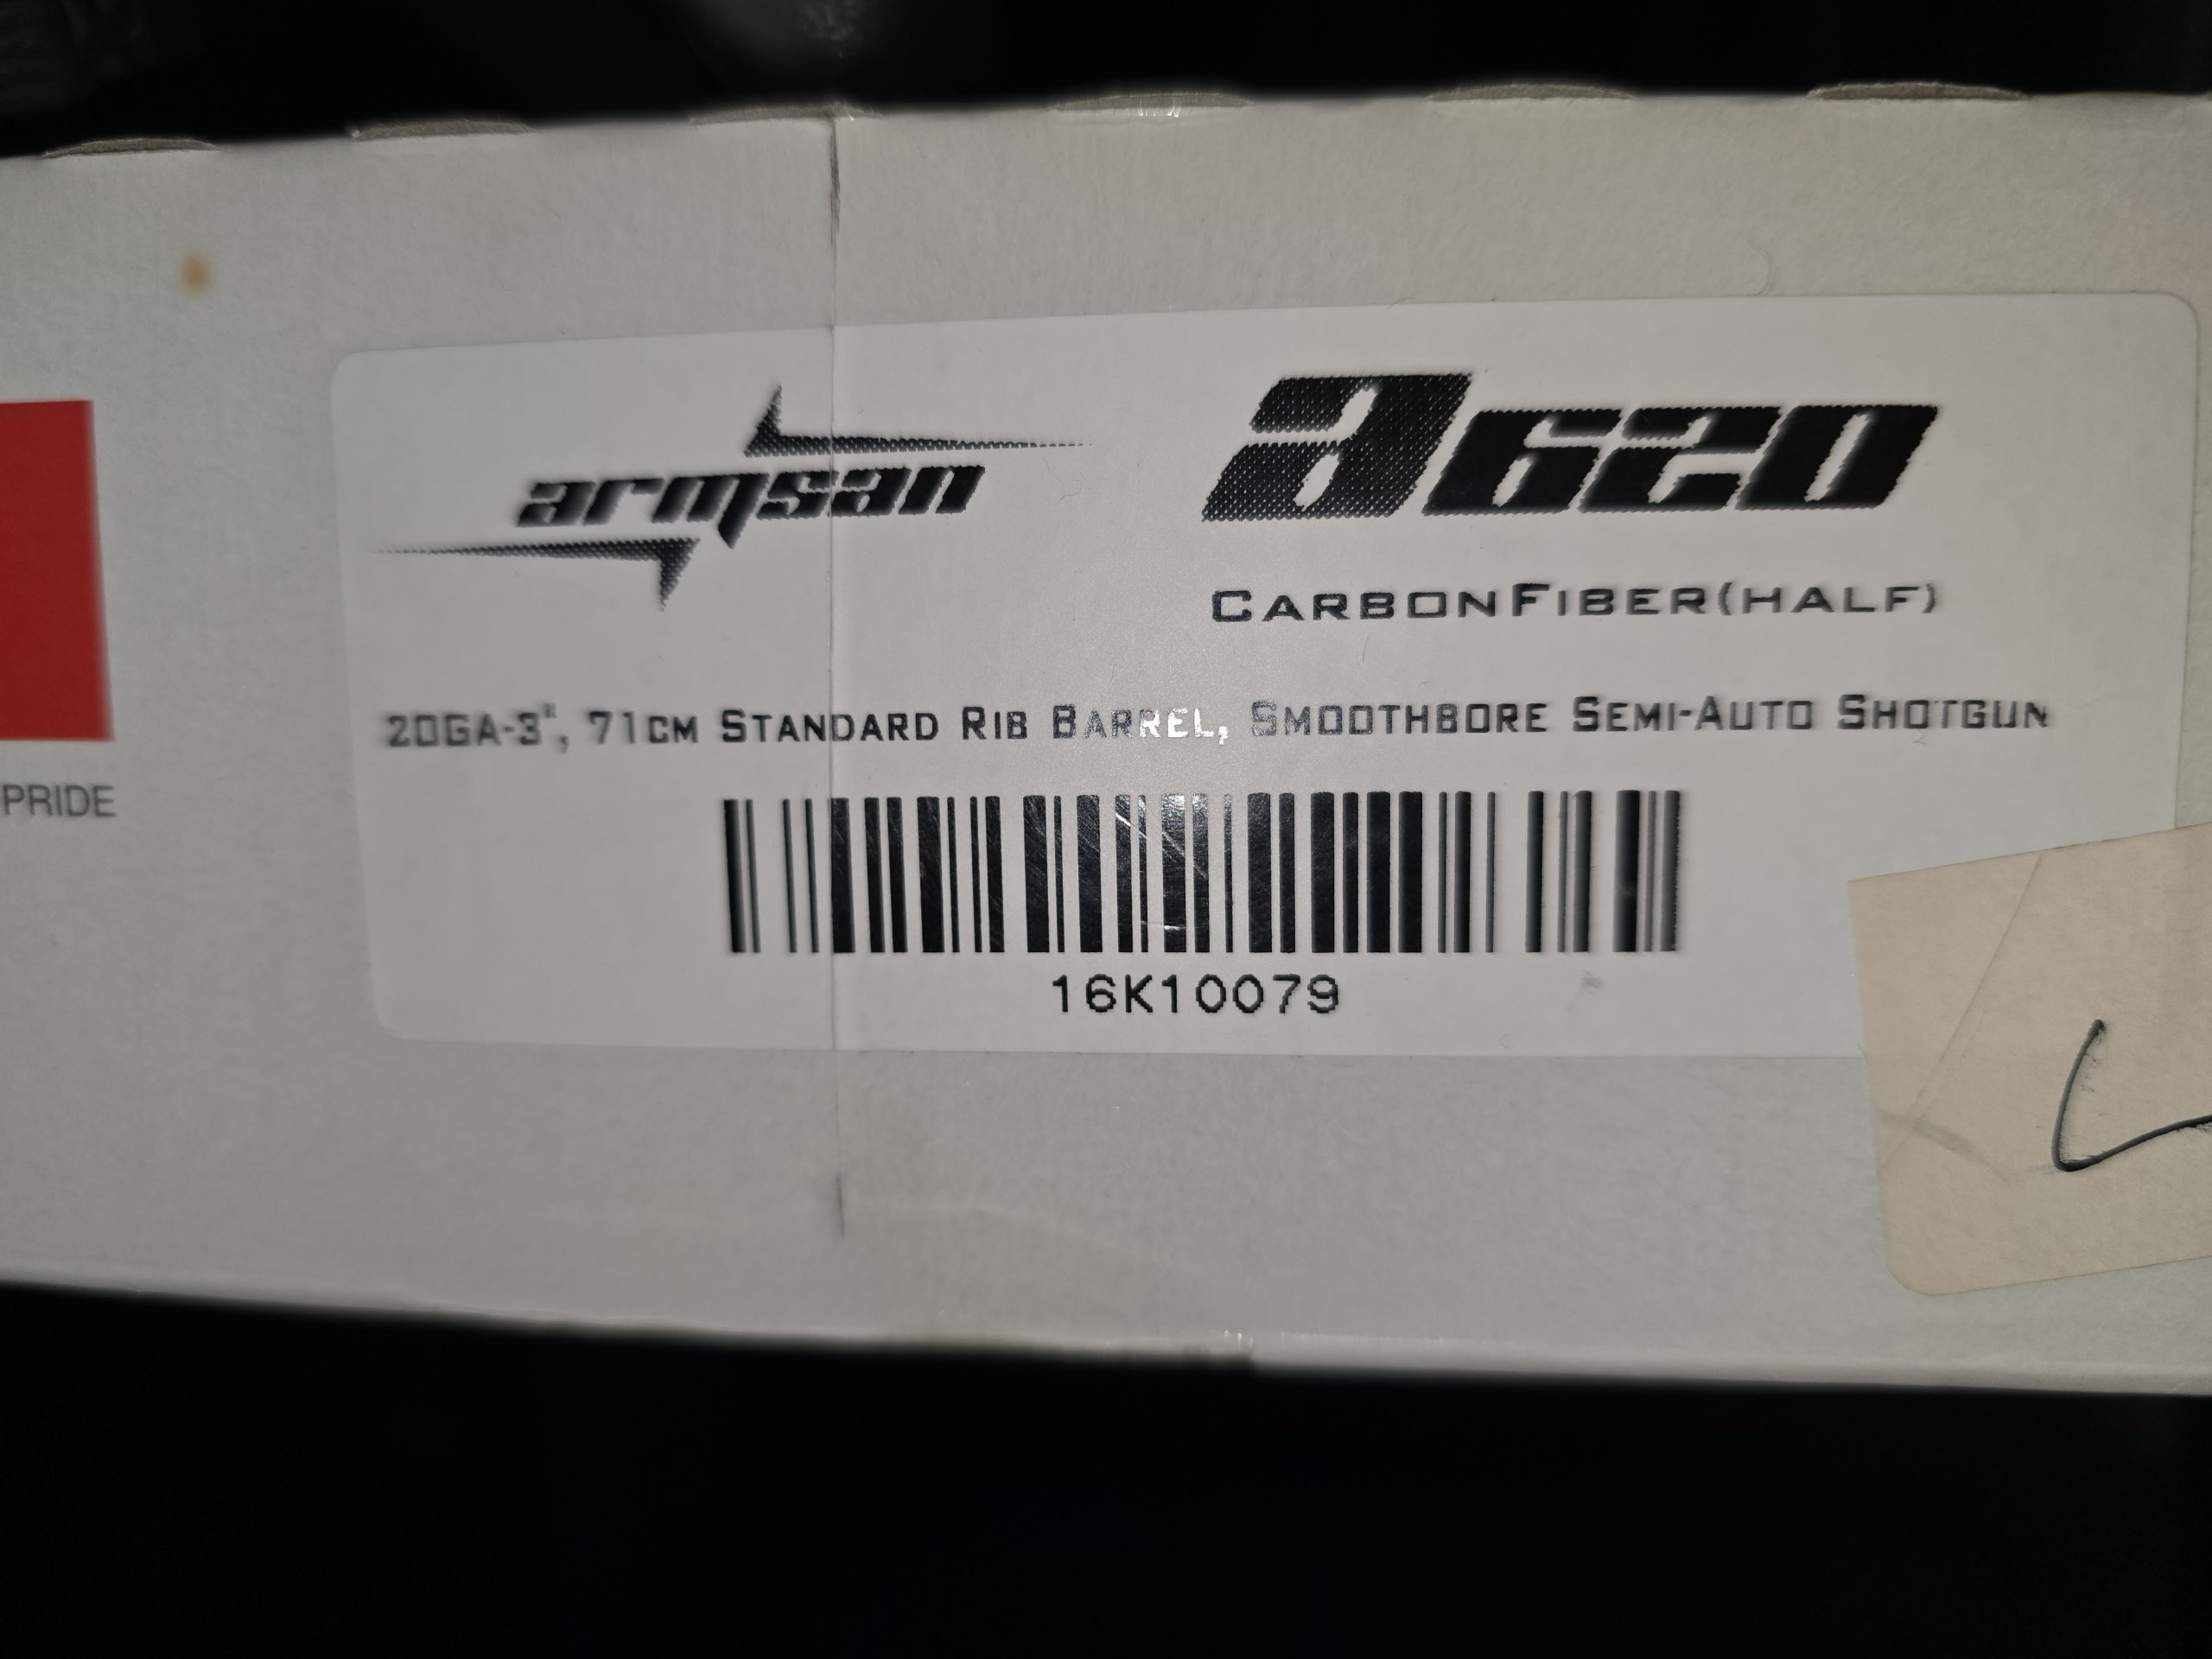 armsan
a620
CARBONFIBER(HALF)
20GA-3", 71CM STANDARD RIB BARREL, SMOOTHBORE SEMI-AUTO SHOTGUN
16K10079
PRIDE